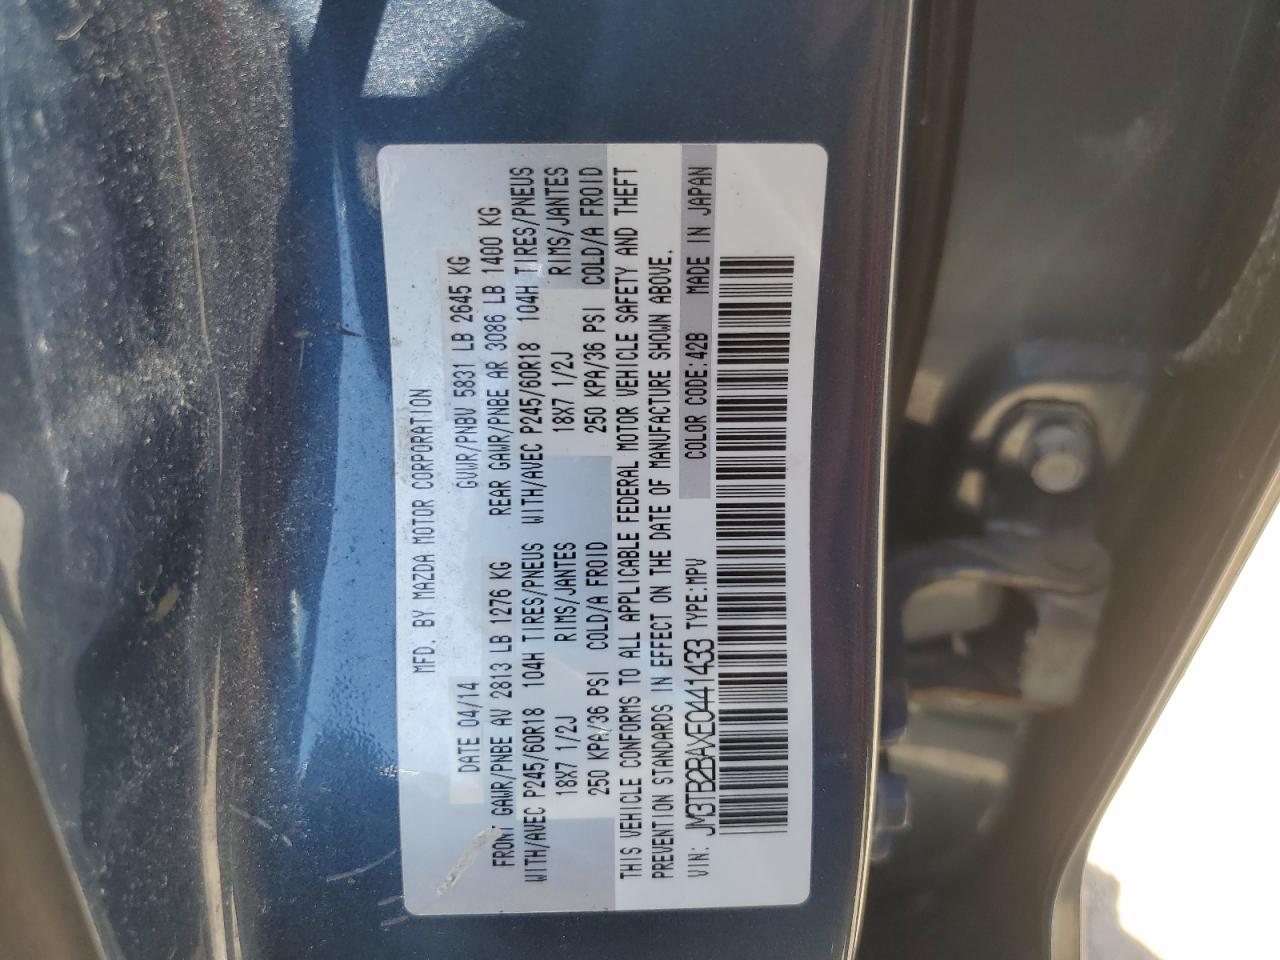 MFD. BY MAZDA MOTOR CORPORATION
DATE 04/14 GVWR/PNBV 5831 LB 2645 KG
FRONT GAWR/PNBE AV 2813 LB 1276 KG REAR GAWR/PNBE AR 3086 LB 1400 KG
WITH/AVEC P245/60R18 104H TIRES/PNEUS WITH/AVEC P245/60R18 104H TIRES/PNEUS
18X7 1/2J RIMS/JANTES 18X7 1/2J RIMS/JANTES
250 KPA/36 PSI COLD/A FROID 250 KPA/36 PSI COLD/A FROID
THIS VEHICLE CONFORMS TO ALL APPLICABLE FEDERAL MOTOR VEHICLE SAFETY AND THEFT
PREVENTION STANDARDS IN EFFECT ON THE DATE OF MANUFACTURE SHOWN ABOVE.
VIN: JM3TB2BAXE0441433 TYPE:MPV COLOR CODE:42B MADE IN JAPAN